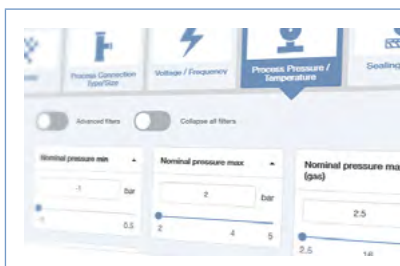 Process Connection
Type/Size
Voltage / Frequency
Process Pressure /
Temperature
Sealing
Advanced filters
Collapse all filters
Nominal pressure min
Nominal pressure max
Nominal pressure ma
(gas)
-1
bar
2
bar
2.5
-1
0.5
2
4
5
2.5
16